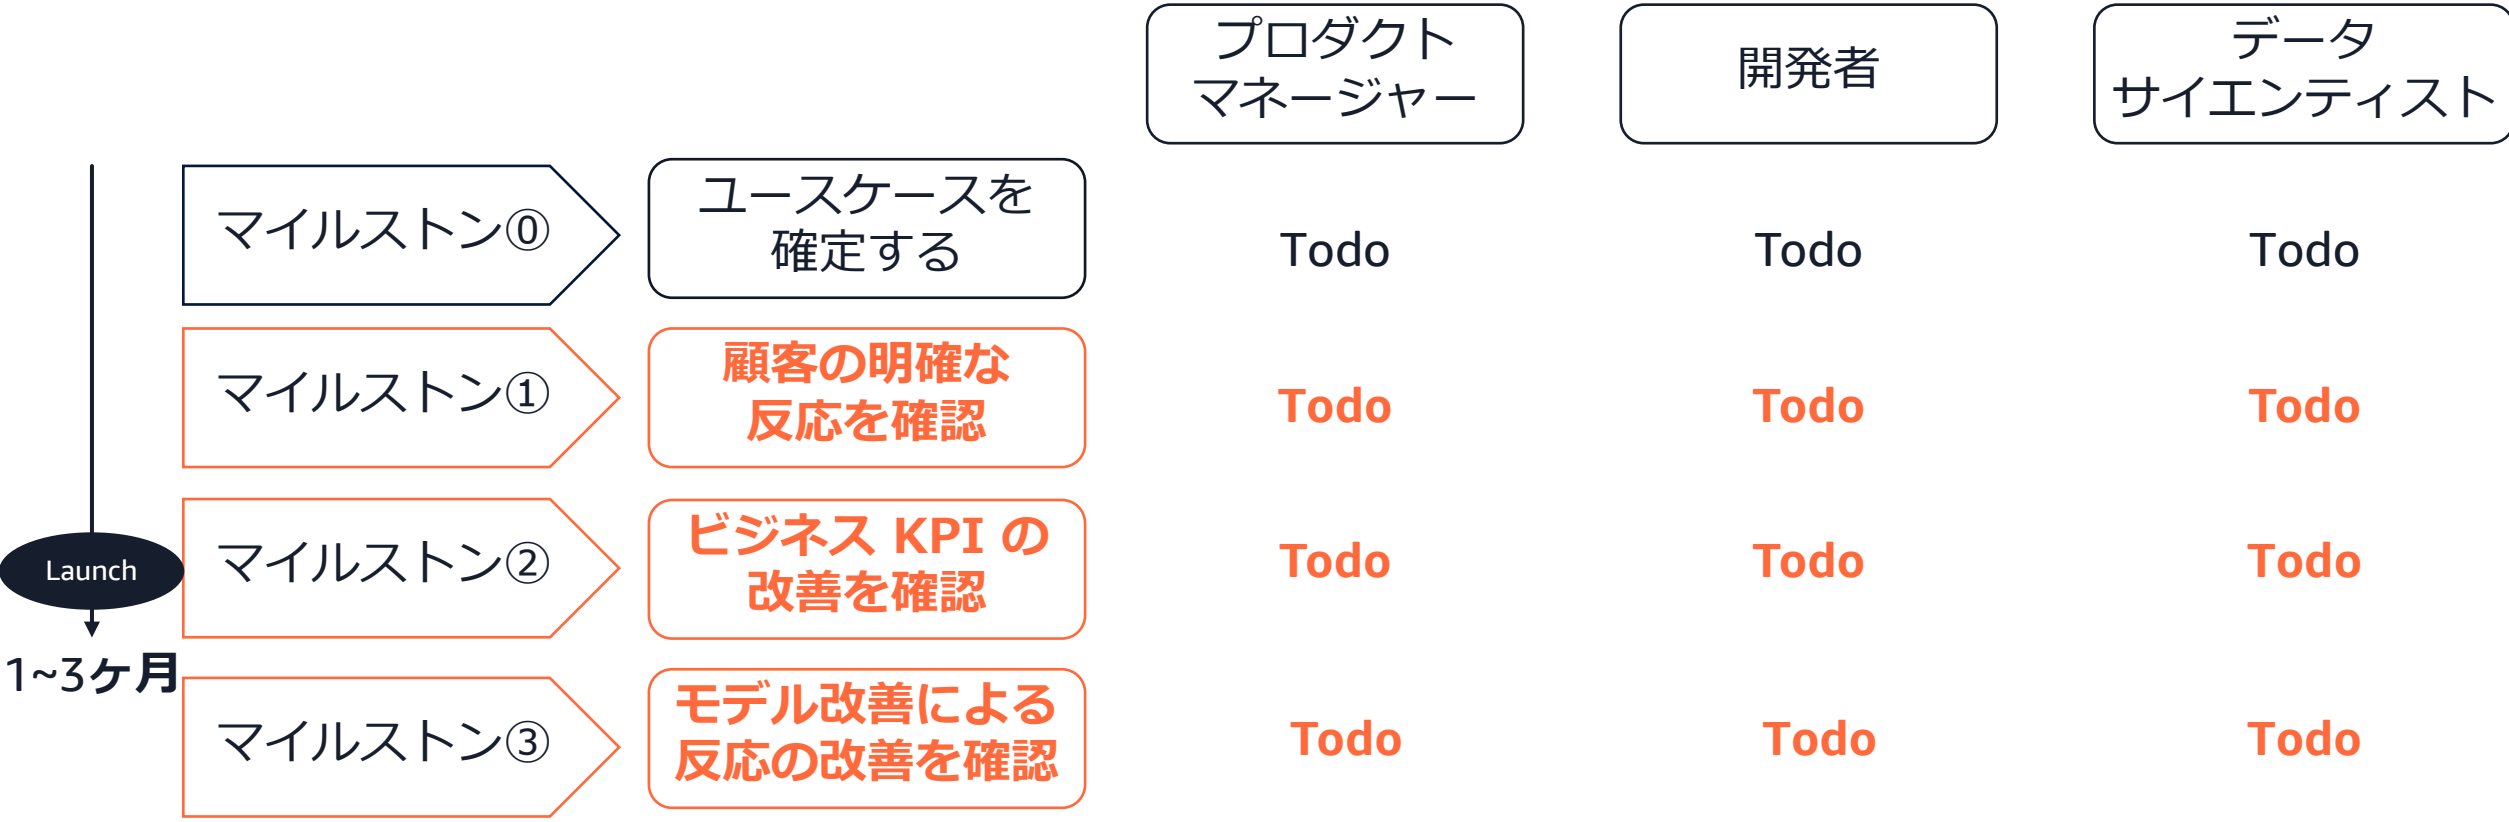 プロダクト
マネージャー
開発者
データ
サイエンティスト
マイルストン⓪
ユースケースを
確定する
Todo
Todo
Todo
マイルストン①
顧客の明確な
反応を確認
Todo
Todo
Todo
Launch
マイルストン②
ビジネス KPI の
改善を確認
Todo
Todo
Todo
1~3ヶ月
マイルストン③
モデル改善による
反応の改善を確認
Todo
Todo
Todo